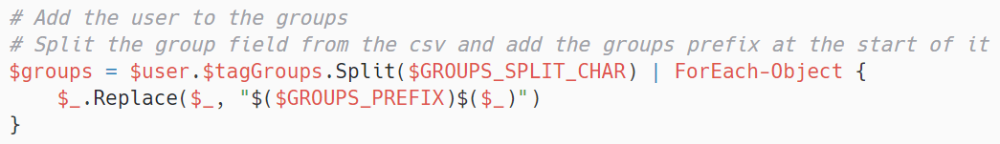 # Add the user to the groups
# Split the group field from the csv and add the groups prefix at the start of it
$groups = $user.$tagGroups.Split($GROUPS_SPLIT_CHAR) | ForEach-Object {
    $_.Replace($_, "$($GROUPS_PREFIX)$($_)")
}